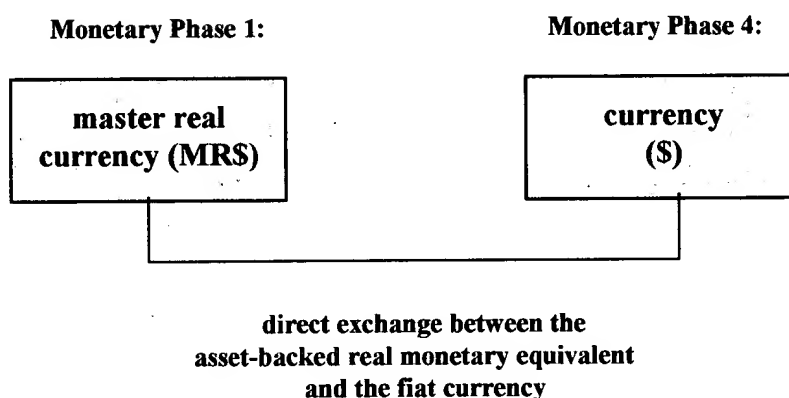 Monetary Phase 1:
Monetary Phase 4:
master real
currency (MR$)
currency
($)
direct exchange between the
asset-backed real monetary equivalent
and the fiat currency